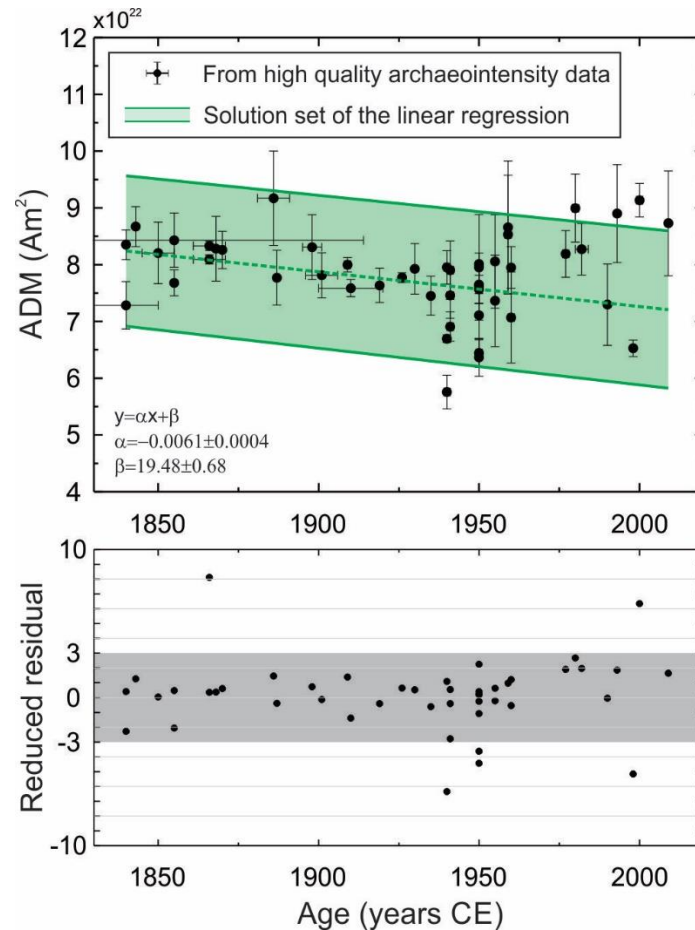 x10²²
12
11
10
9
8
7
6
5
4
ADM (Am²)
From high quality archaeointensity data
Solution set of the linear regression
y=αx+β
α=−0.0061±0.0004
β=19.48±0.68
1850 1900 1950 2000
10
3
0
-3
-10
Reduced residual
1850 1900 1950 2000
Age (years CE)